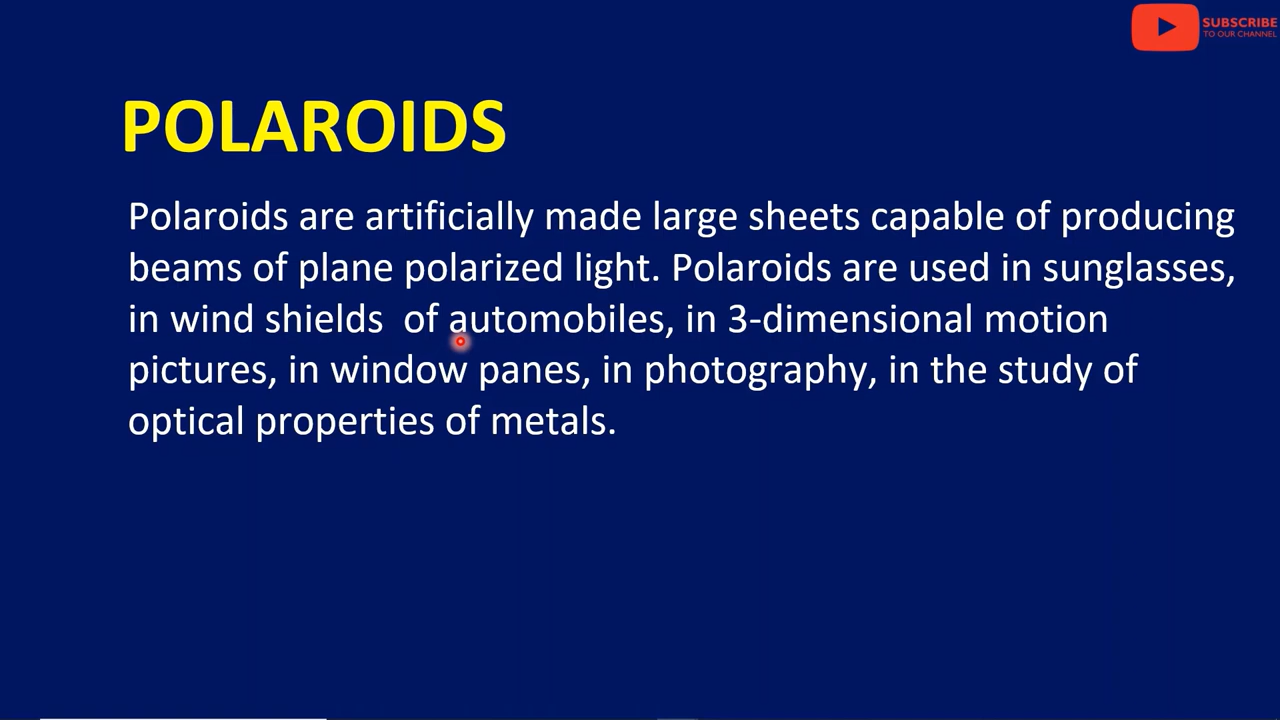 SUBSCRIBE
TO OUR CHANNEL
POLAROIDS
Polaroids are artificially made large sheets capable of producing
beams of plane polarized light. Polaroids are used in sunglasses,
in wind shields  of automobiles, in 3-dimensional motion
pictures, in window panes, in photography, in the study of
optical properties of metals.